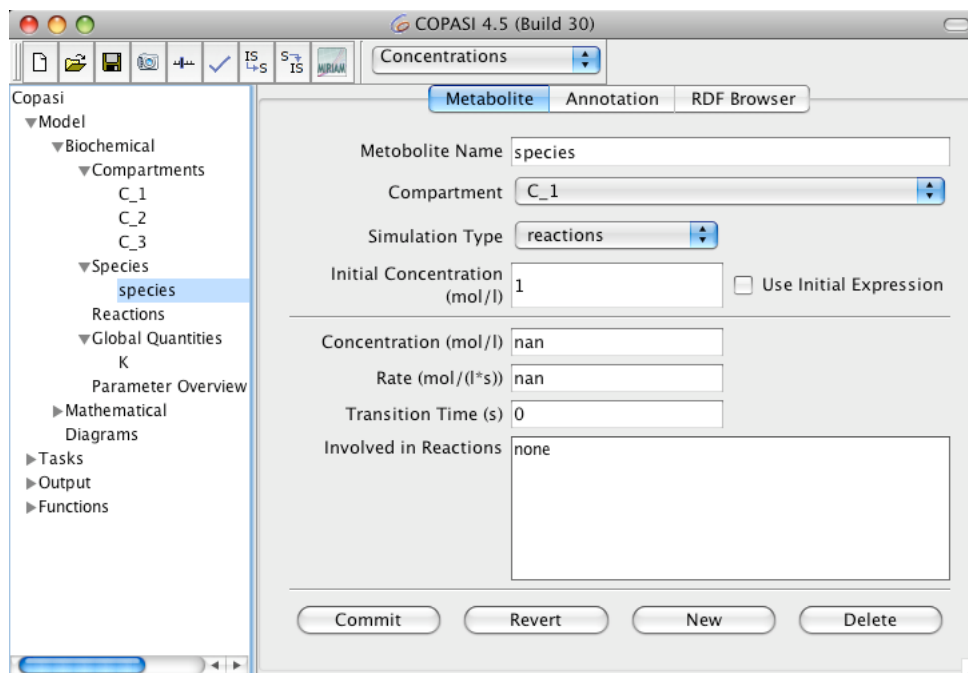 COPASI 4.5 (Build 30)
IS
S
S
IS
MIRIAM
Concentrations
Copasi
Model
Biochemical
Compartments
C_1
C_2
C_3
Species
species
Reactions
Global Quantities
K
Parameter Overview
Mathematical
Diagrams
Tasks
Output
Functions
Metabolite Annotation RDF Browser
Metobolite Name species
Compartment C_1
Simulation Type reactions
Initial Concentration
(mol/l) 1 Use Initial Expression
Concentration (mol/l) nan
Rate (mol/(l*s)) nan
Transition Time (s) 0
Involved in Reactions none
Commit Revert New Delete